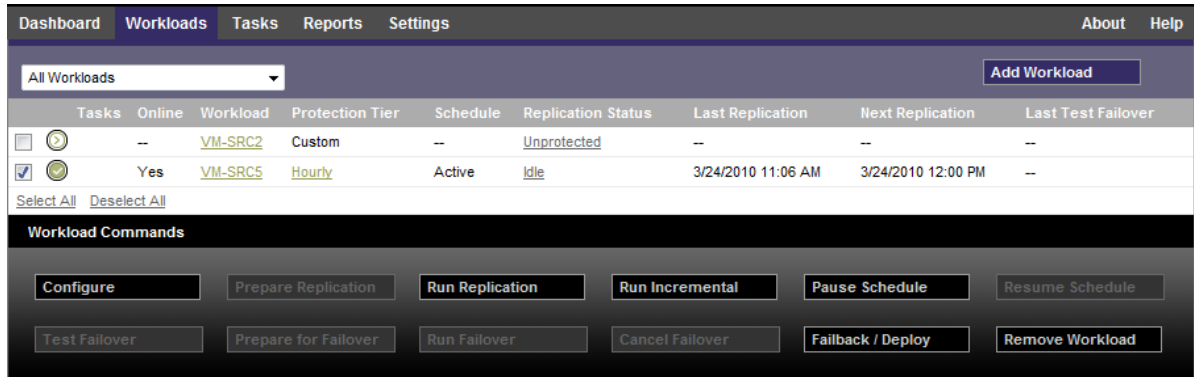 Dashboard Workloads Tasks Reports Settings About Help
All Workloads Add Workload
Tasks Online Workload Protection Tier Schedule Replication Status Last Replication Next Replication Last Test Failover
-- VM-SRC2 Custom -- Unprotected -- -- --
Yes VM-SRC5 Hourly Active Idle 3/24/2010 11:06 AM 3/24/2010 12:00 PM --
Select All Deselect All
Workload Commands
Configure Prepare Replication Run Replication Run Incremental Pause Schedule Resume Schedule
Test Failover Prepare for Failover Run Failover Cancel Failover Failback / Deploy Remove Workload